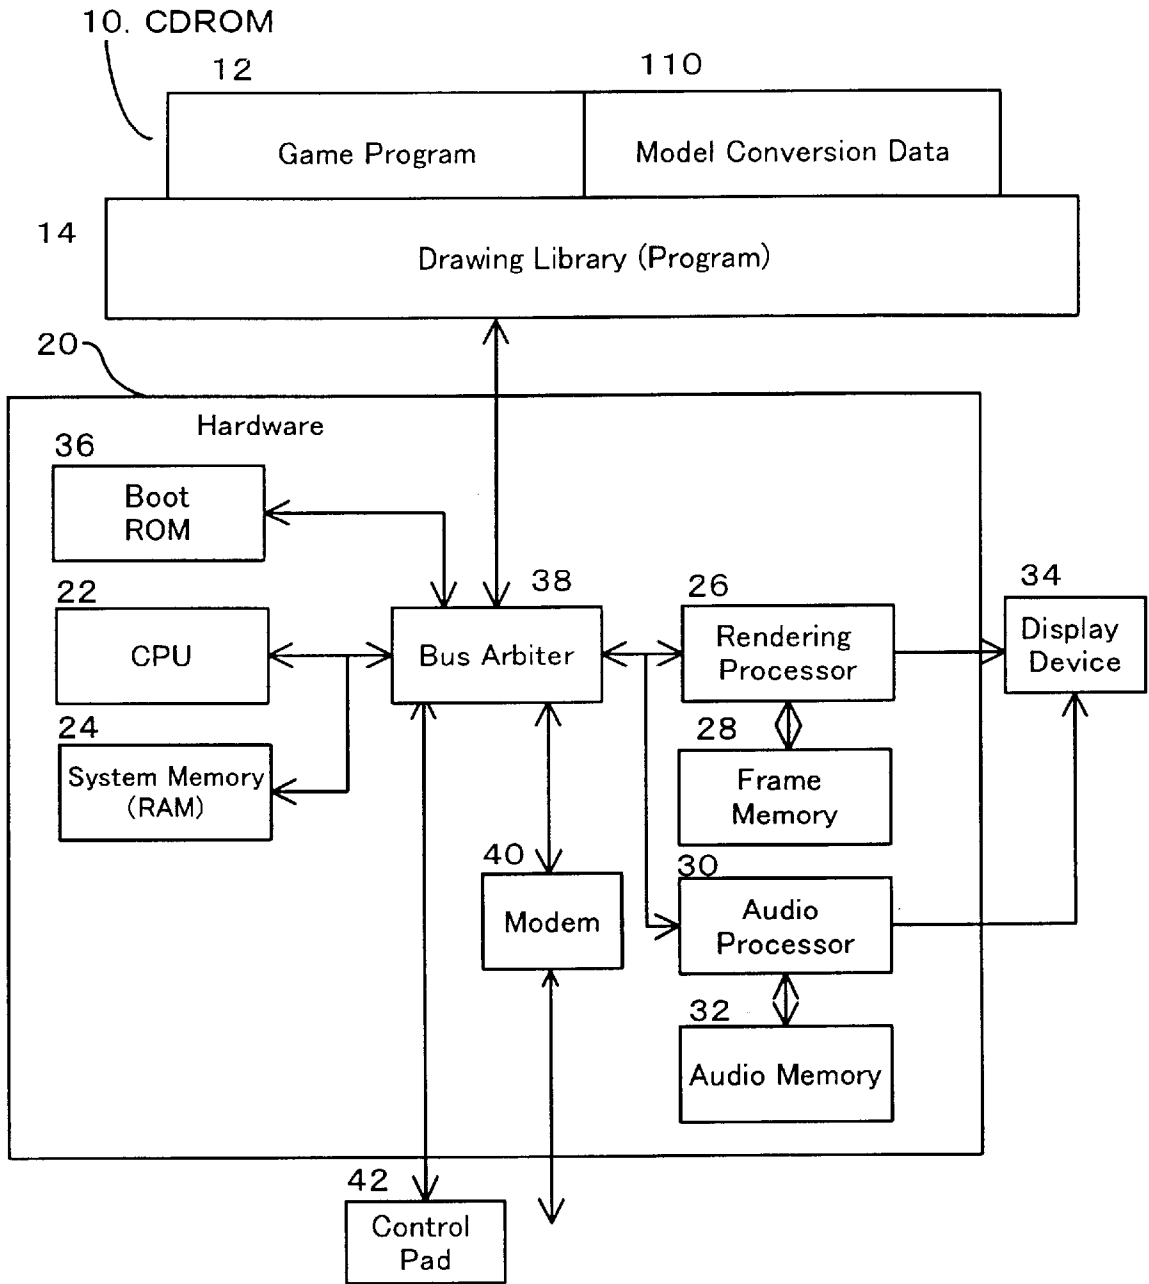 10. CDROM
12
110
Game Program
Model Conversion Data
14
Drawing Library (Program)
20
Hardware
36
Boot
ROM
22
CPU
38
Bus Arbiter
26
Rendering
Processor
34
Display
Device
24
System Memory
(RAM)
28
Frame
Memory
40
Modem
30
Audio
Processor
32
Audio Memory
42
Control
Pad